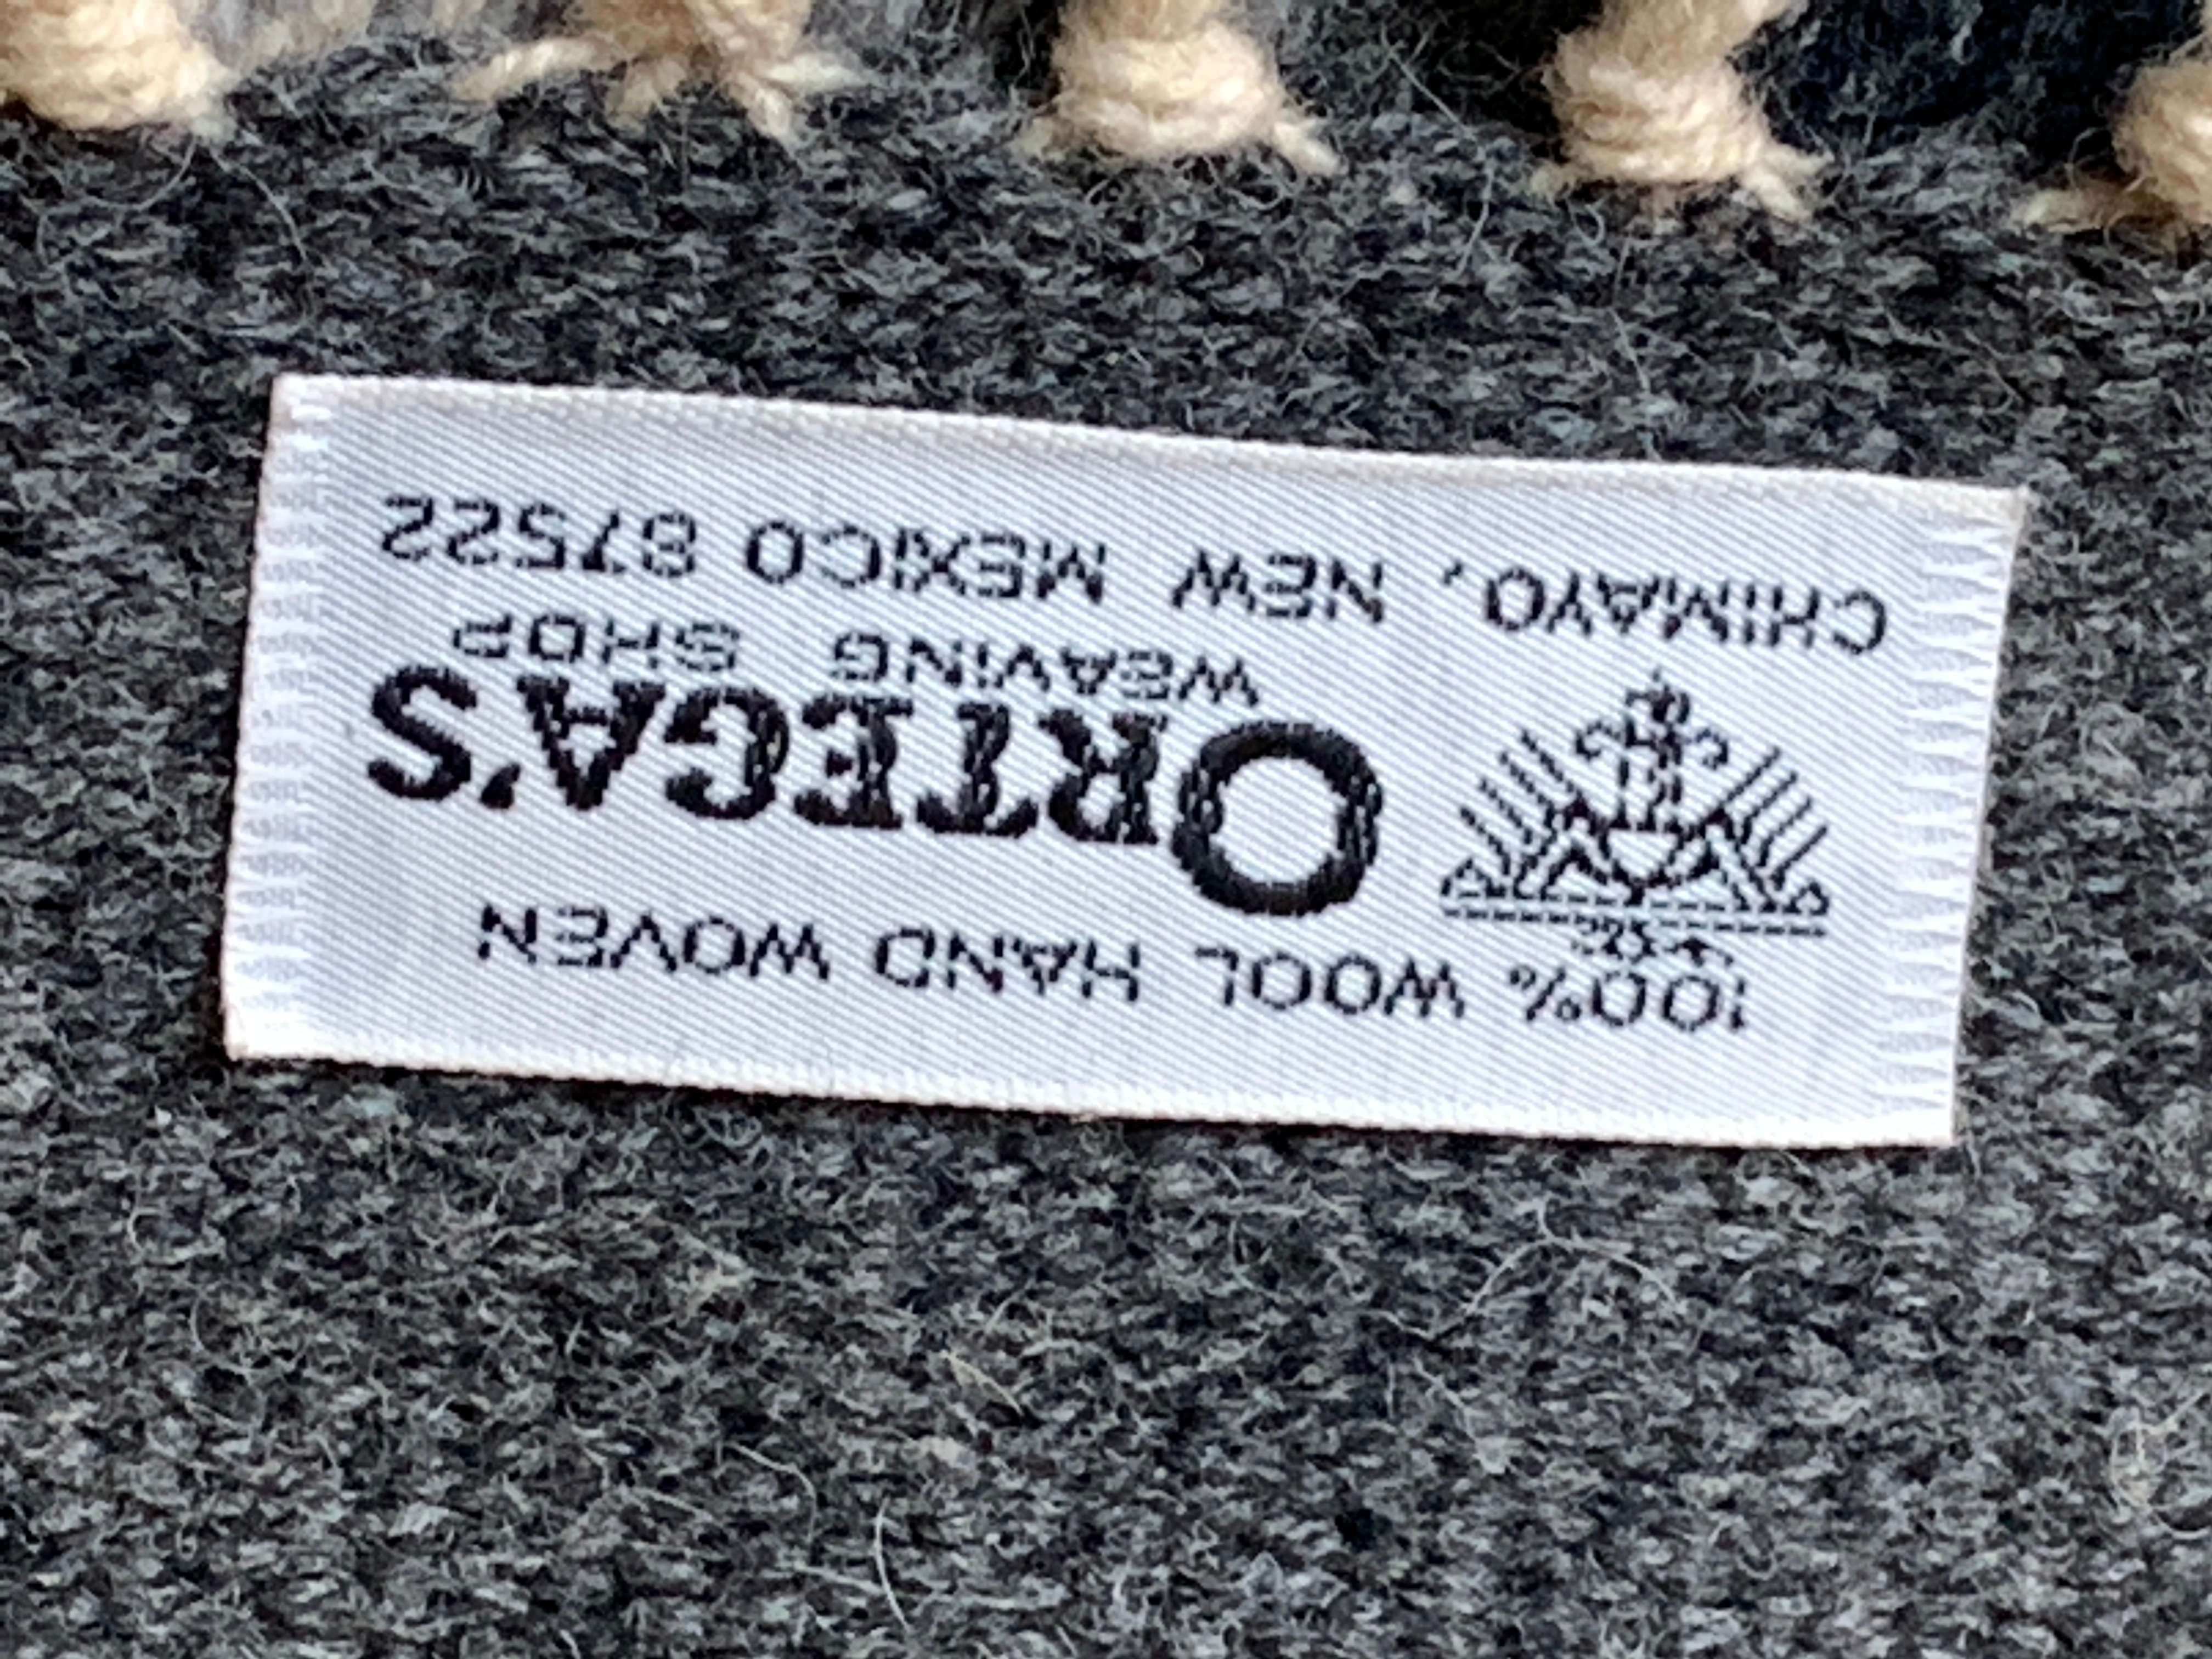 100% WOOL HAND WOVEN
ORTEGA'S
WEAVING SHOP
CHIMAYO, NEW MEXICO 87522